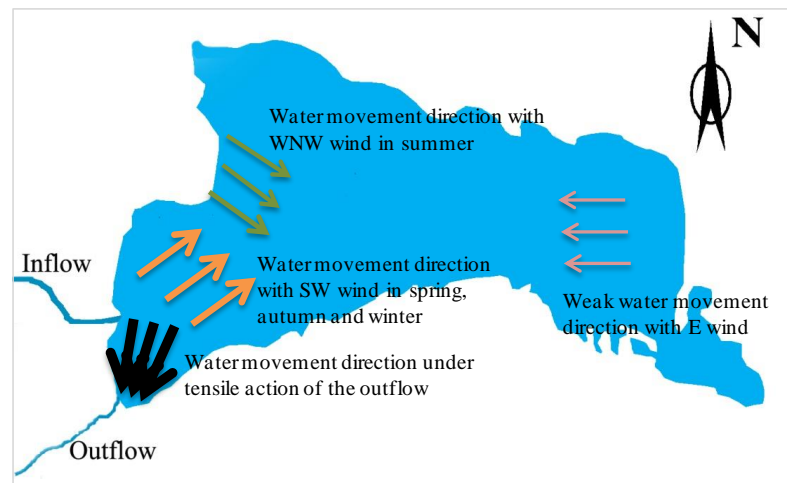 N
Water movement direction with
WNW wind in summer
Inflow
Water movement direction
with SW wind in spring,
autumn and winter
Weak water movement
direction with E wind
Water movement direction under
tensile action of the outflow
Outflow